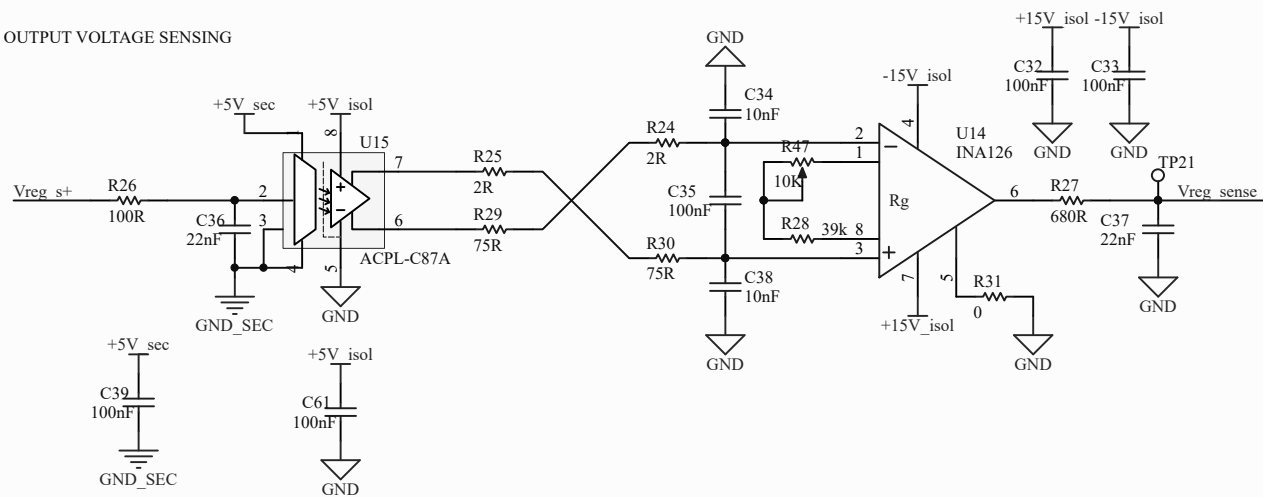 OUTPUT VOLTAGE SENSING
+15V_isol
-15V_isol
GND
C32
100nF
C33
100nF
GND
GND
-15V_isol
C34
10nF
4
+5V_sec
+5V_isol
1
8
U15
R24
2R
2
1
R47
10K
U14
INA126
TP21
7
R25
2R
Vreg_s+
R26
100R
2
C35
100nF
Rg
6
R27
680R
Vreg_sense
C36
22nF
3
6
R29
75R
R28
39k
8
C37
22nF
R30
75R
3
4
5
ACPL-C87A
C38
10nF
7
5
R31
0
GND
GND_SEC
GND
+15V_isol
GND
GND
+5V_sec
+5V_isol
C39
100nF
C61
100nF
GND_SEC
GND